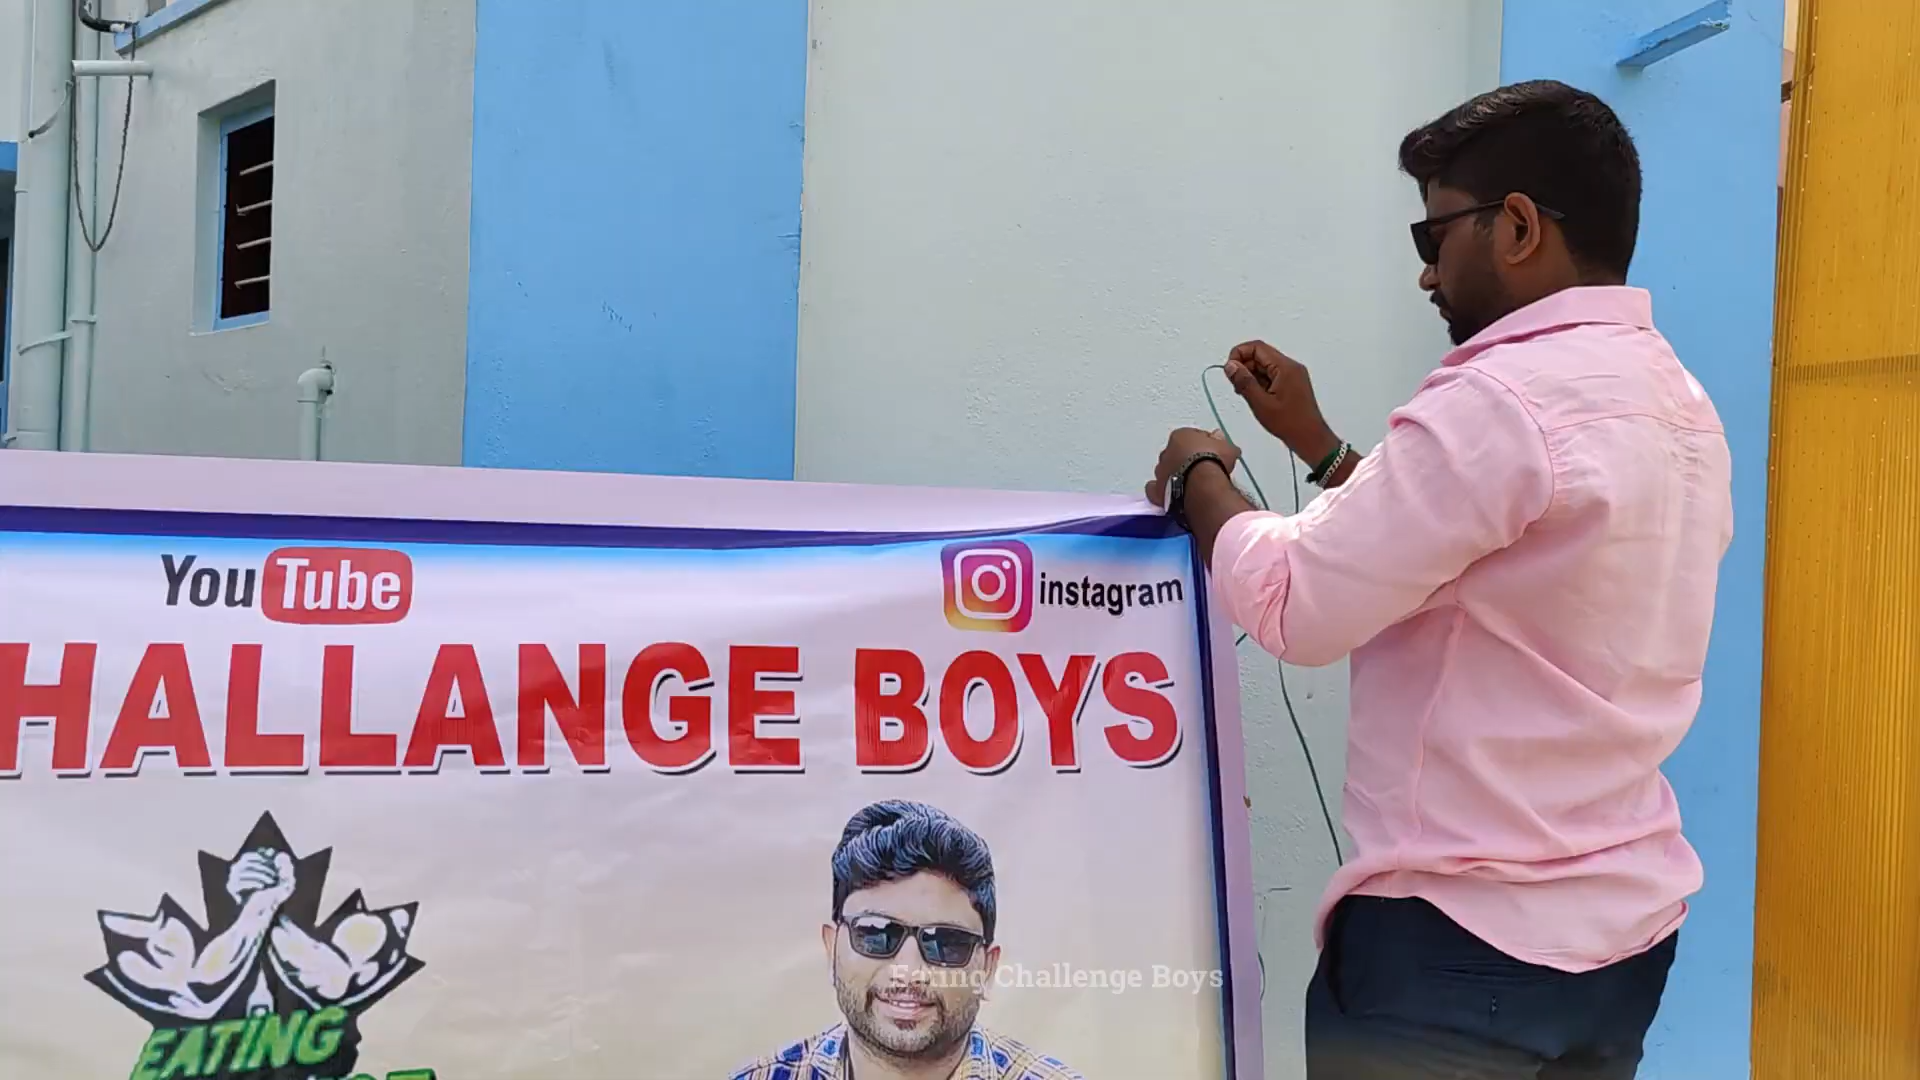 YouTube
instagram
HALLANGE BOYS
Eating Challenge Boys
EATING